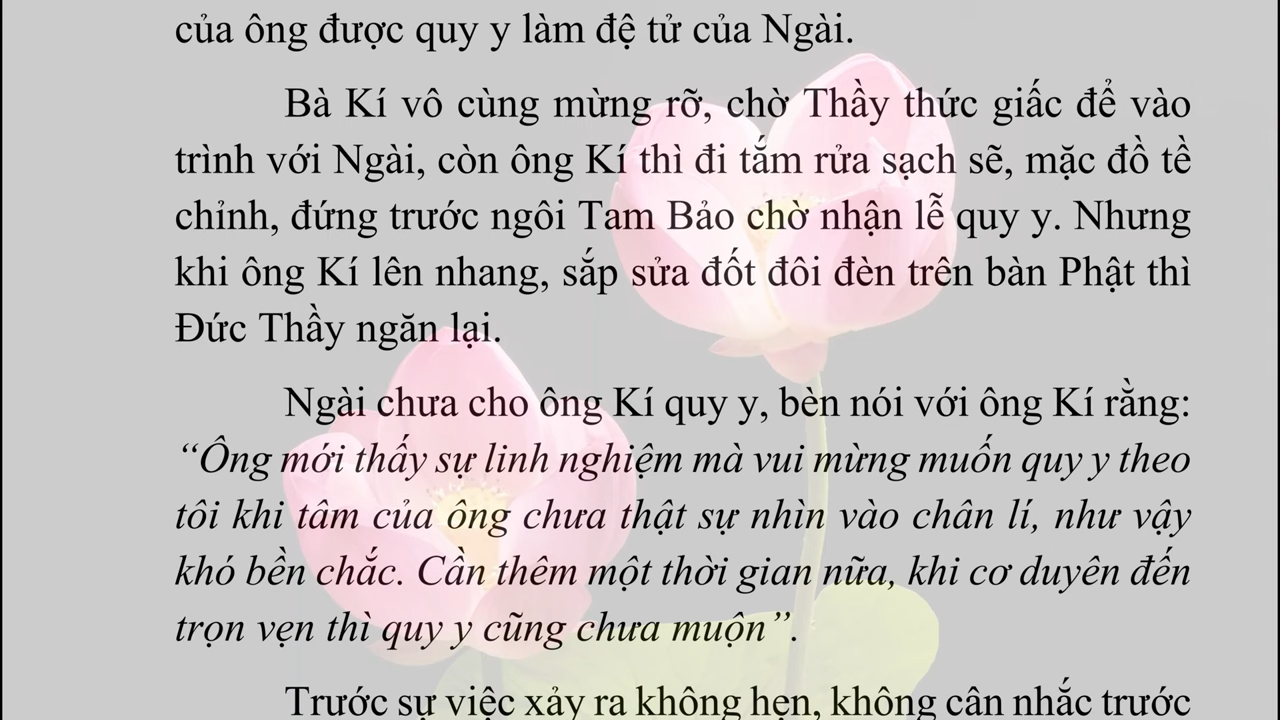 của ông được quy y làm đệ tử của Ngài.
Bà Kí vô cùng mừng rỡ, chờ Thầy thức giấc để vào
trình với Ngài, còn ông Kí thì đi tắm rửa sạch sẽ, mặc đồ tề
chỉnh, đứng trước ngôi Tam Bảo chờ nhận lễ quy y. Nhưng
khi ông Kí lên nhang, sắp sửa đốt đôi đèn trên bàn Phật thì
Đức Thầy ngăn lại.
Ngài chưa cho ông Kí quy y, bèn nói với ông Kí rằng:
“Ông mới thấy sự linh nghiệm mà vui mừng muốn quy y theo
tôi khi tâm của ông chưa thật sự nhìn vào chân lí, như vậy
khó bền chắc. Cần thêm một thời gian nữa, khi cơ duyên đến
trọn vẹn thì quy y cũng chưa muộn”.
Trước sự việc xảy ra không hẹn, không cân nhắc trước